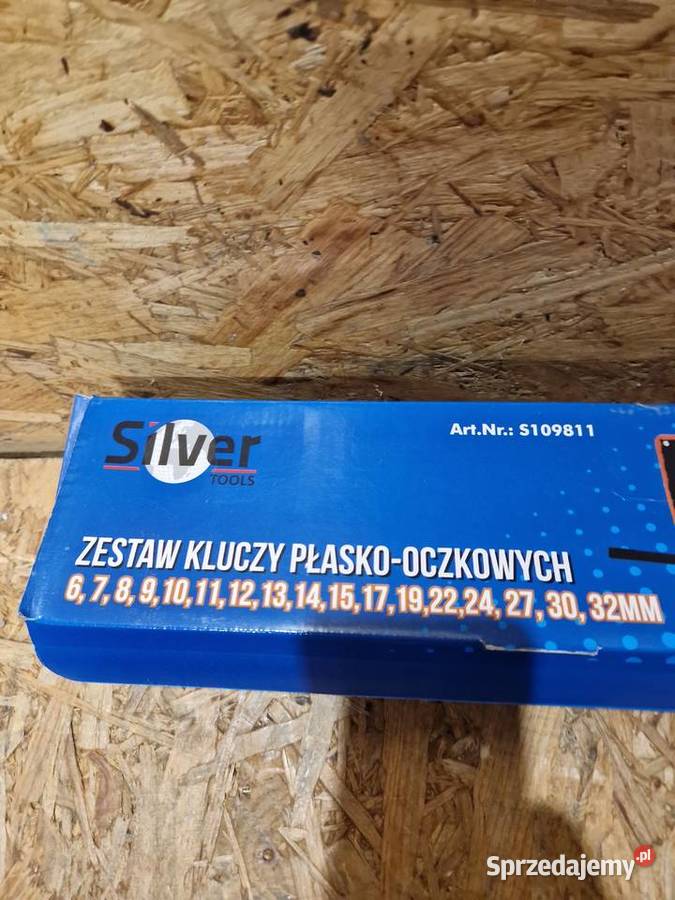 Silver
TOOLS
Art.Nr.: S109811
ZESTAW KLUCZY PŁASKO-OCZKOWYCH
6, 7, 8, 9, 10, 11, 12, 13, 14, 15, 17, 19, 22, 24, 27, 30, 32MM
Sprzedajemy.pl